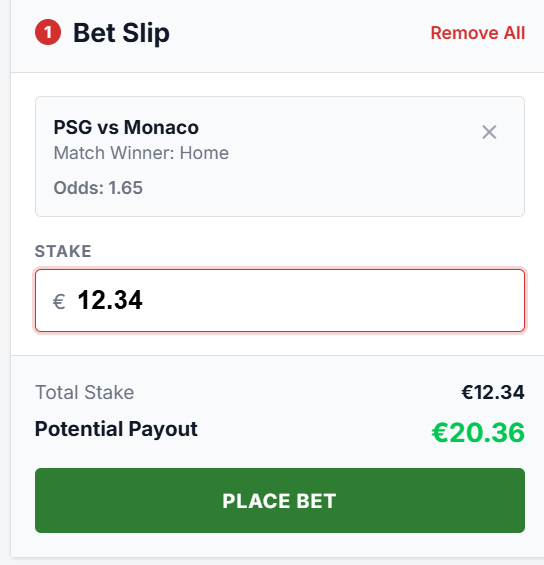 1 Bet Slip Remove All
PSG vs Monaco
Match Winner: Home
Odds: 1.65
STAKE
€ 12.34
Total Stake €12.34
Potential Payout €20.36
PLACE BET